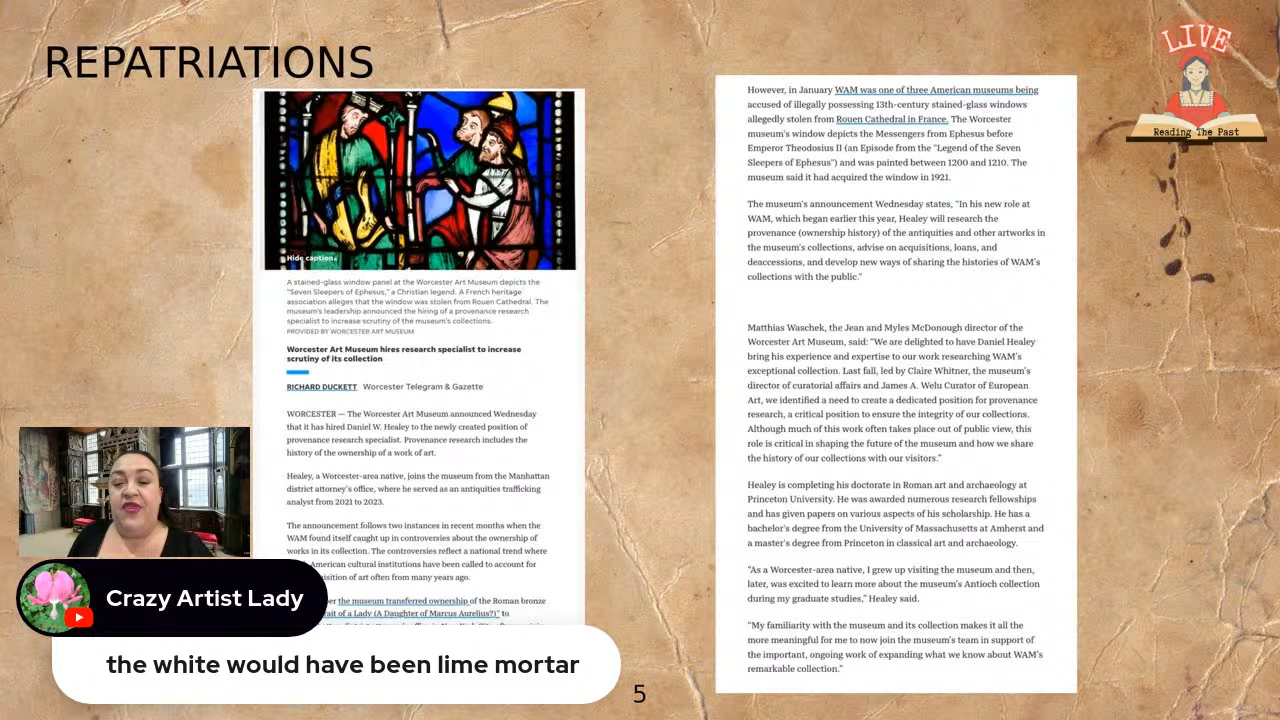 REPATRIATIONS
LIVE
Reading The Past
Hide caption
A stained-glass window panel at the Worcester Art Museum depicts the
"Seven Sleepers of Ephesus," a Christian legend. A French heritage
association alleges that the window was stolen from Rouen Cathedral. The
museum's leadership announced the hiring of a provenance research
specialist to increase scrutiny of the museum's collections.
PROVIDED BY WORCESTER ART MUSEUM
Worcester Art Museum hires research specialist to increase
scrutiny of its collection
RICHARD DUCKETT Worcester Telegram & Gazette
WORCESTER — The Worcester Art Museum announced Wednesday
that it has hired Daniel W. Healey to the newly created position of
provenance research specialist. Provenance research includes the
history of the ownership of a work of art.
Healey, a Worcester-area native, joins the museum from the Manhattan
district attorney's office, where he served as an antiquities trafficking
analyst from 2021 to 2023.
The announcement follows two instances in recent months when the
WAM found itself caught up in controversies about the ownership of
works in its collection. The controversies reflect a national trend where
American cultural institutions have been called to account for
of art often from many years ago.
the museum transferred ownership of the Roman bronze
of a Lady (A Daughter of Marcus Aurelius?)" to
However, in January WAM was one of three American museums being
accused of illegally possessing 13th-century stained-glass windows
allegedly stolen from Rouen Cathedral in France. The Worcester
museum's window depicts the Messengers from Ephesus before
Emperor Theodosius II (an Episode from the "Legend of the Seven
Sleepers of Ephesus") and was painted between 1200 and 1210. The
museum said it had acquired the window in 1921.
The museum's announcement Wednesday states, "In his new role at
WAM, which began earlier this year, Healey will research the
provenance (ownership history) of the antiquities and other artworks in
the museum's collections, advise on acquisitions, loans, and
deaccessions, and develop new ways of sharing the histories of WAM's
collections with the public."
Matthias Waschek, the Jean and Myles McDonough director of the
Worcester Art Museum, said: "We are delighted to have Daniel Healey
bring his experience and expertise to our work researching WAM's
exceptional collection. Last fall, led by Claire Whitner, the museum's
director of curatorial affairs and James A. Welu Curator of European
Art, we identified a need to create a dedicated position for provenance
research, a critical position to ensure the integrity of our collections.
Although much of this work often takes place out of public view, this
role is critical in shaping the future of the museum and how we share
the history of our collections with our visitors."
Healey is completing his doctorate in Roman art and archaeology at
Princeton University. He was awarded numerous research fellowships
and has given papers on various aspects of his scholarship. He has a
bachelor's degree from the University of Massachusetts at Amherst and
a master's degree from Princeton in classical art and archaeology.
"As a Worcester-area native, I grew up visiting the museum and then,
later, was excited to learn more about the museum's Antioch collection
during my graduate studies," Healey said.
"My familiarity with the museum and its collection makes it all the
more meaningful for me to now join the museum's team in support of
the important, ongoing work of expanding what we know about WAM's
remarkable collection."
Crazy Artist Lady
the white would have been lime mortar
5